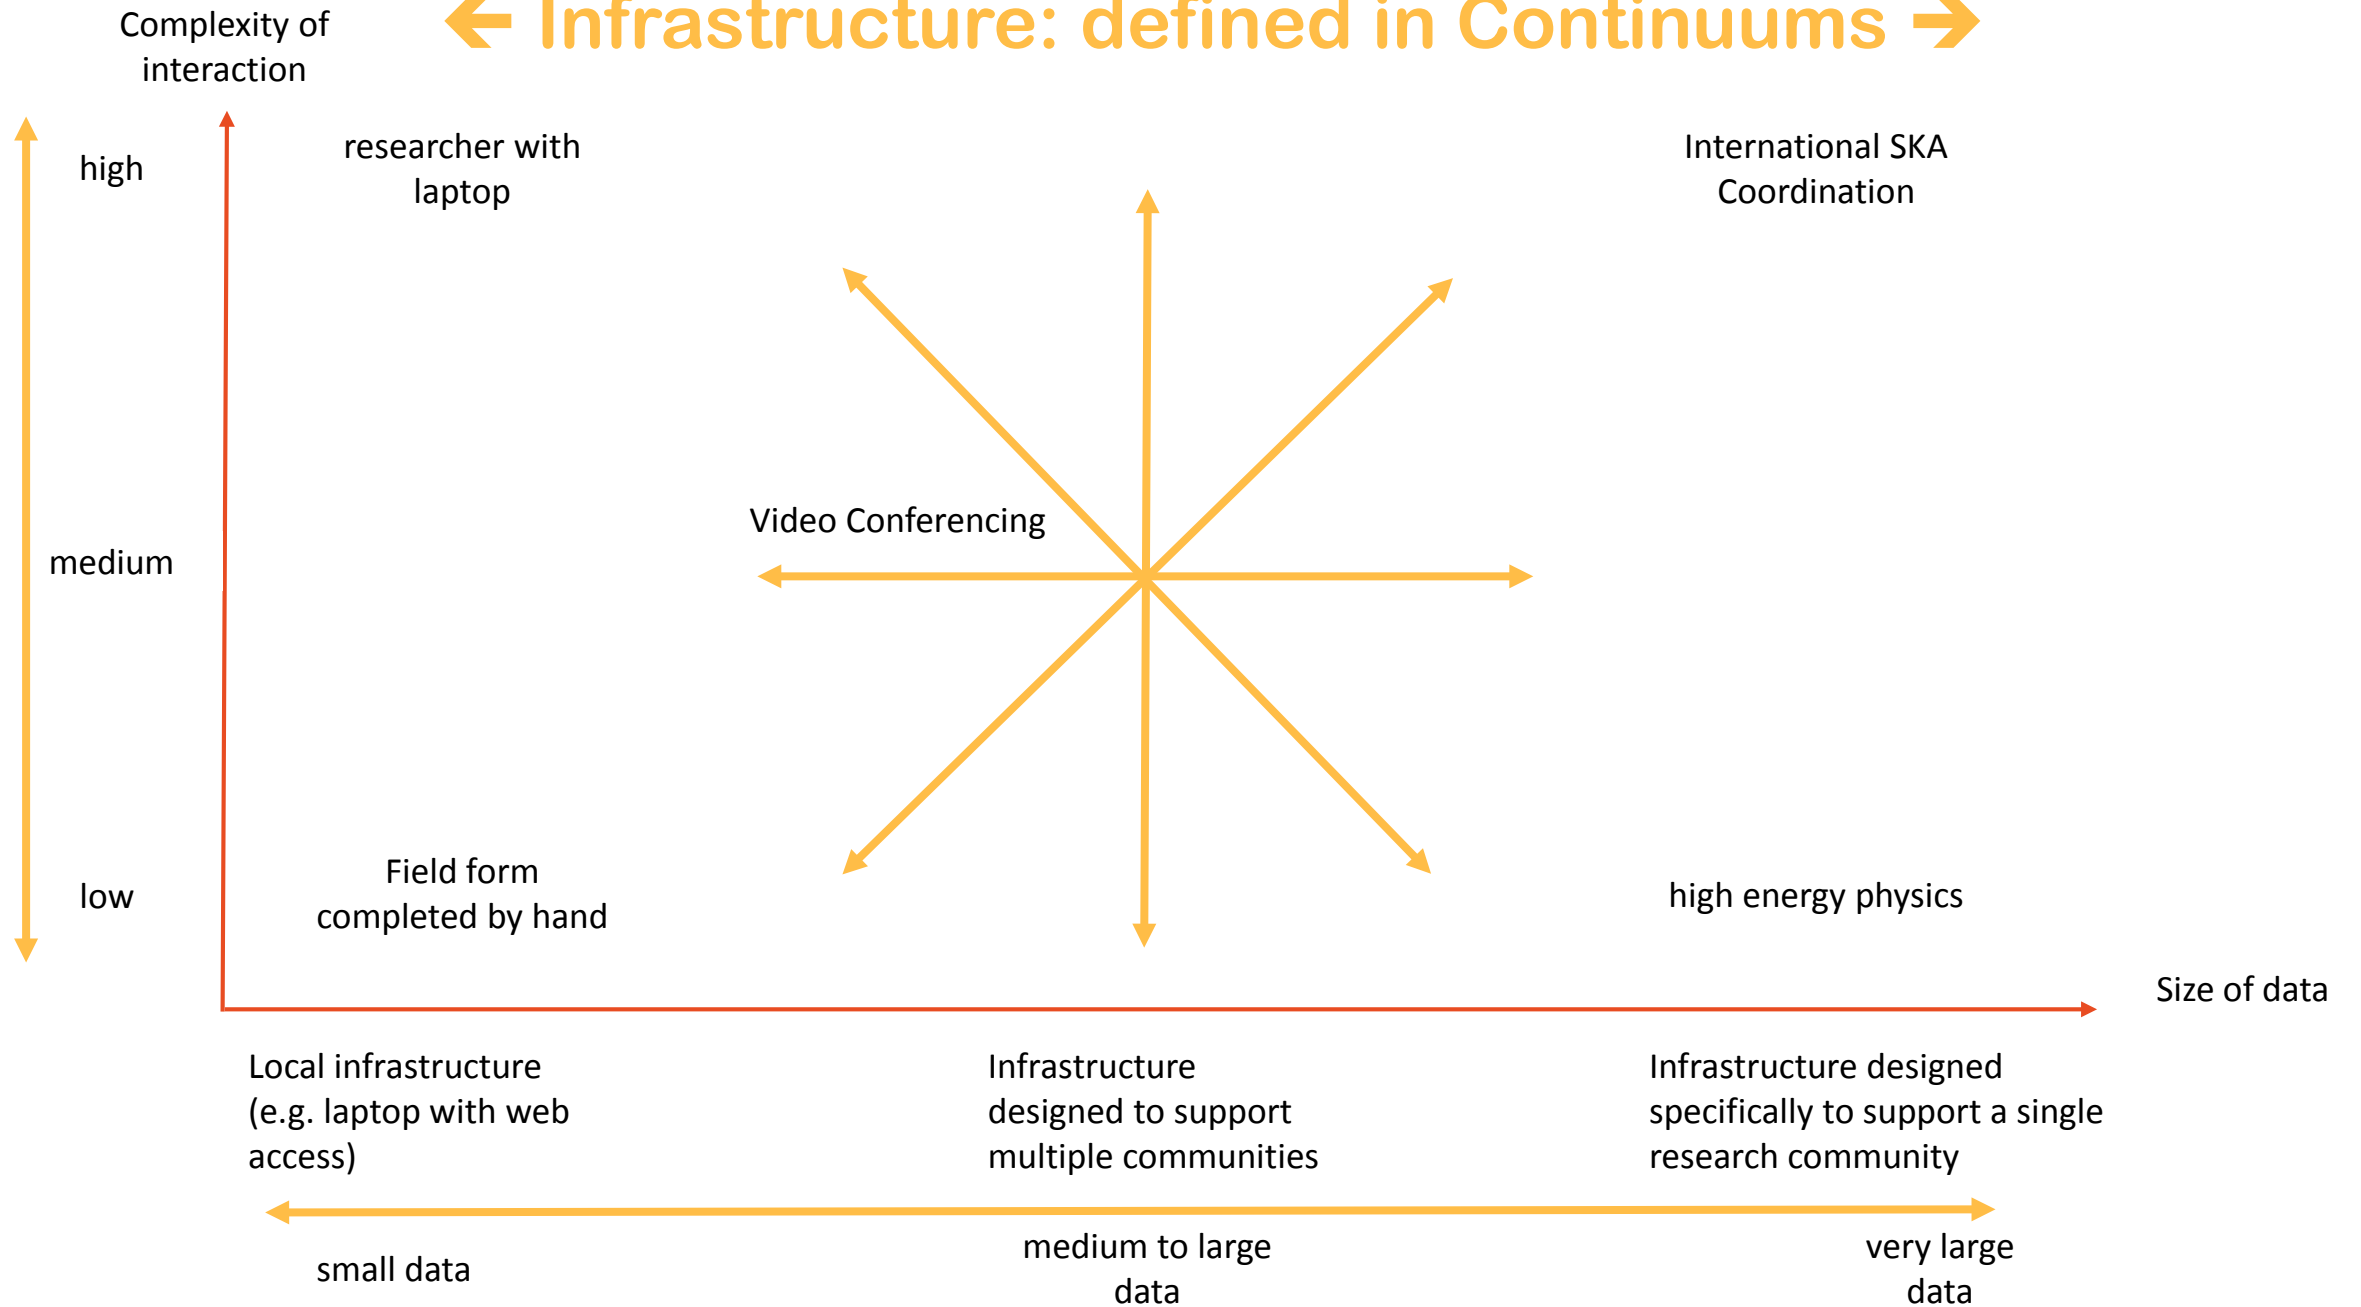 ← Infrastructure: defined in Continuums →
Complexity of
interaction
high
researcher with
laptop
International SKA
Coordination
Video Conferencing
medium
Field form
completed by hand
low
high energy physics
Size of data
Local infrastructure
(e.g. laptop with web
access)
Infrastructure
designed to support
multiple communities
Infrastructure designed
specifically to support a single
research community
small data
medium to large
data
very large
data